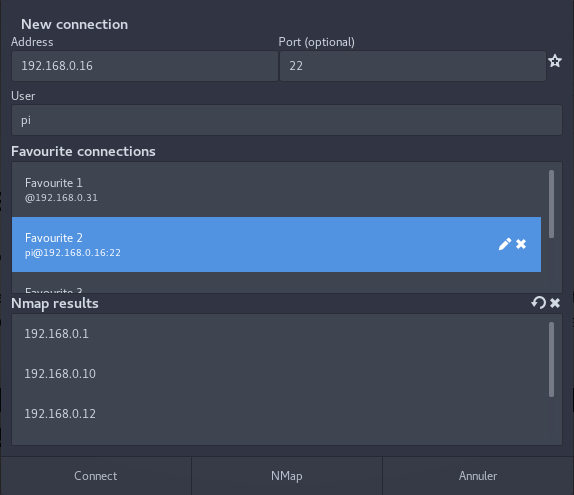 New connection
Address
Port (optional)
192.168.0.16
22
User
pi
Favourite connections
Favourite 1
@192.168.0.31
Favourite 2
pi@192.168.0.16:22
Favourite 3
Nmap results
192.168.0.1
192.168.0.10
192.168.0.12
Connect
NMap
Annuler